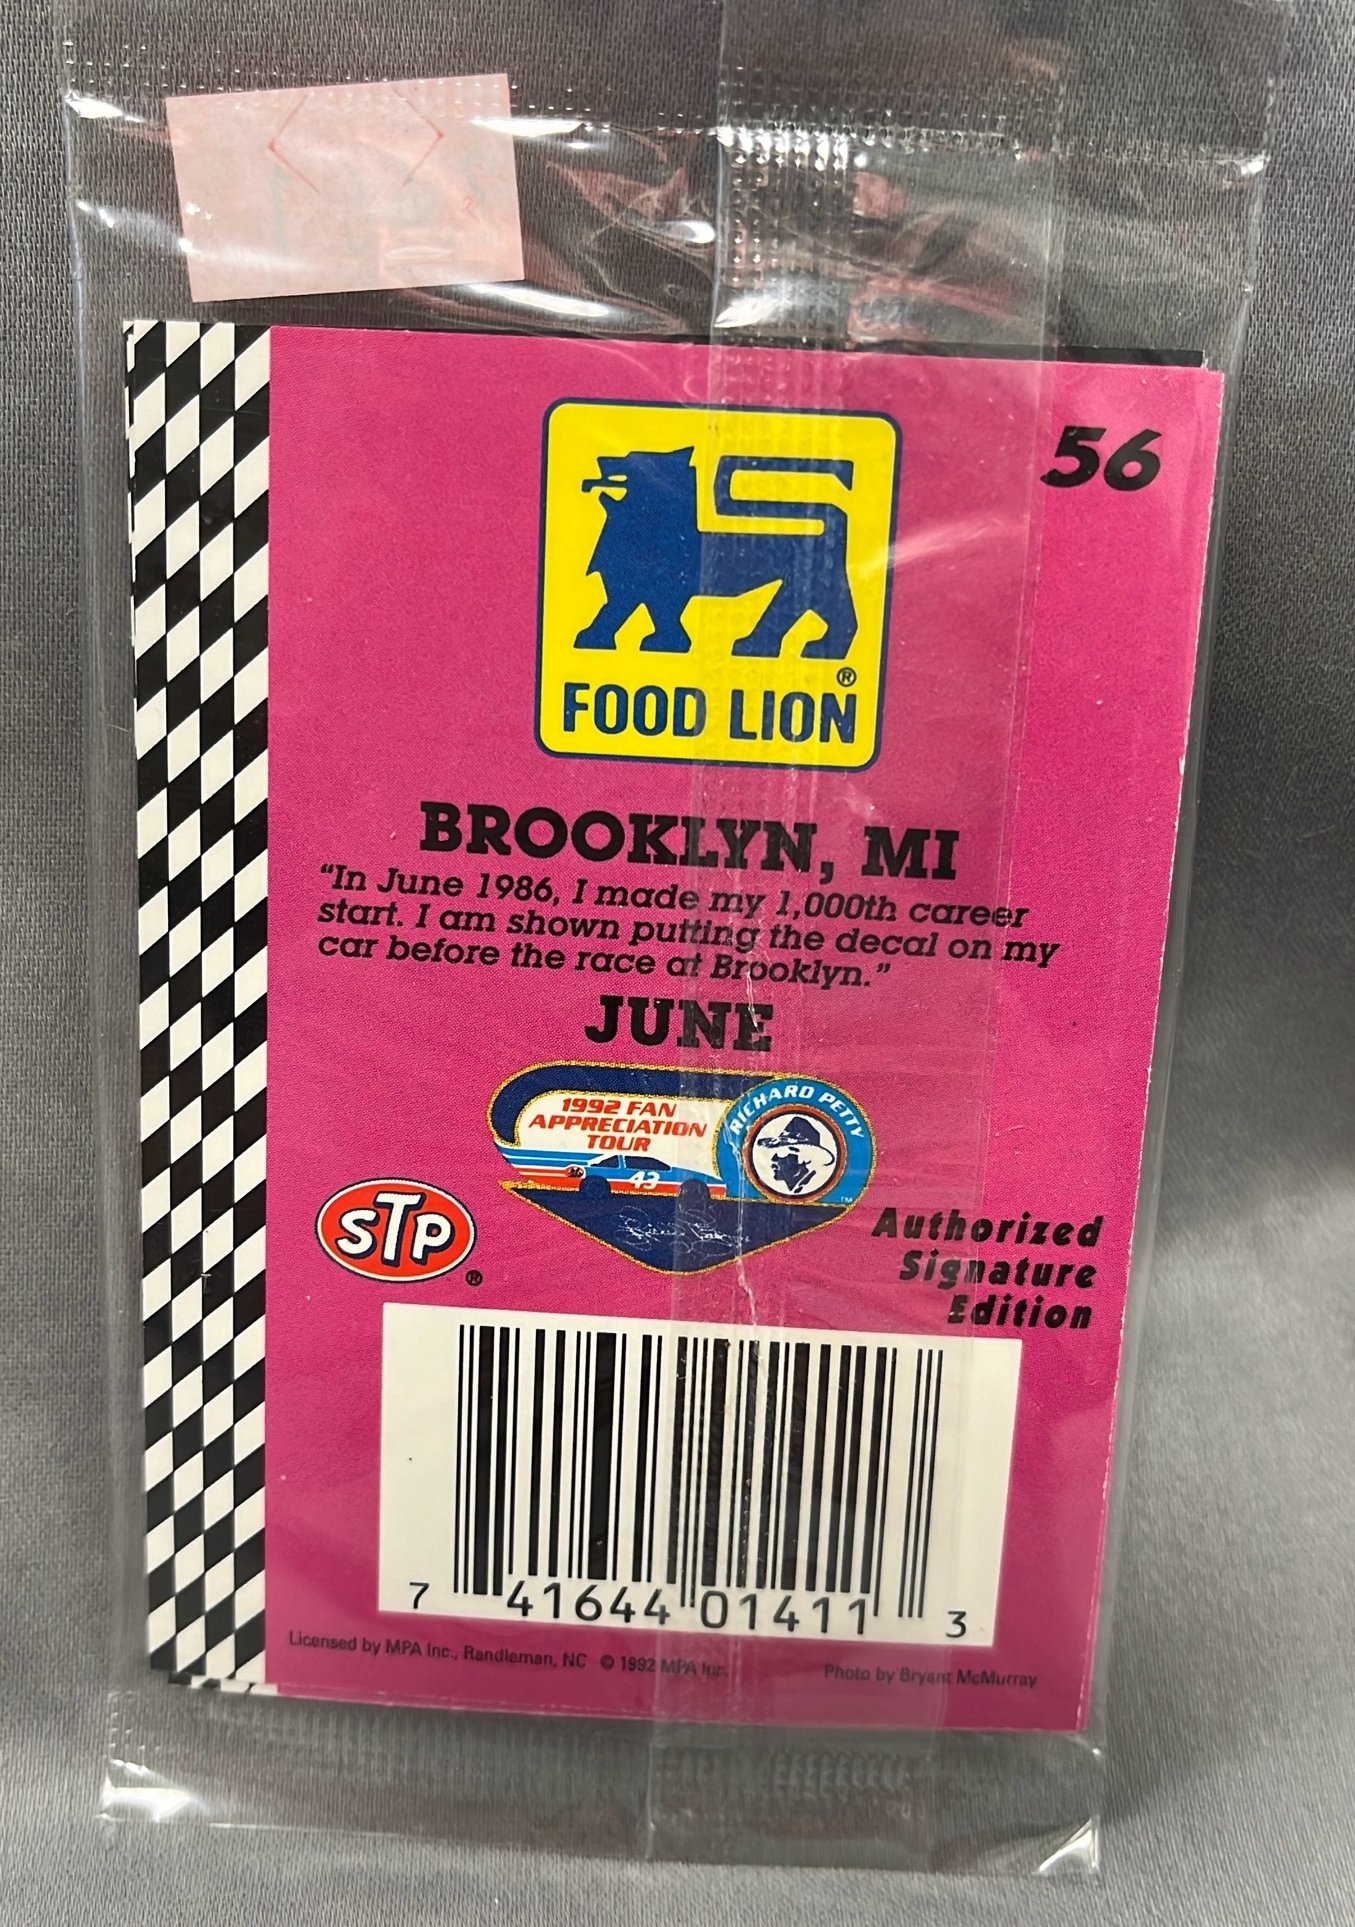 56
FOOD LION®
BROOKLYN, MI
“In June 1986, I made my 1,000th career
start. I am shown putting the decal on my
car before the race at Brooklyn.”
JUNE
1992 FAN
APPRECIATION
TOUR
RICHARD PETTY
43
TM
STP®
Authorized
Signature
Edition
7 41644 01411 3
Licensed by MPA Inc., Randleman, NC © 1992 MPA Inc.
Photo by Bryant McMurray